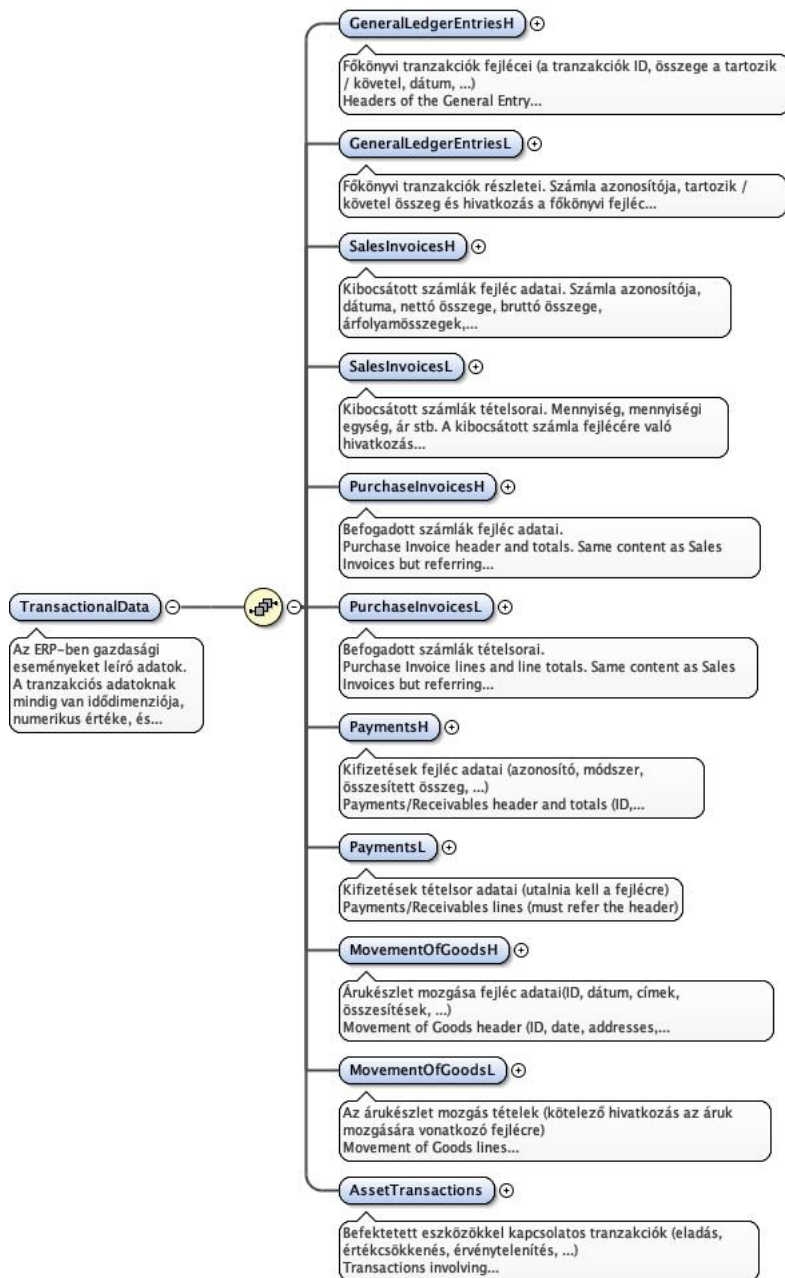 GeneralLedgerEntriesH
Főkönyvi tranzakciók fejlécei (a tranzakciók ID, összege a tartozik
/ követel, dátum, ...)
Headers of the General Entry...
GeneralLedgerEntriesL
Főkönyvi tranzakciók részletei. Számla azonosítója, tartozik /
követel összeg és hivatkozás a főkönyvi fejléc...
SalesInvoicesH
Kibocsátott számlák fejléc adatai. Számla azonosítója,
dátuma, nettó összege, bruttó összege,
árfolyamösszegek,...
SalesInvoicesL
Kibocsátott számlák tételsorai. Mennyiség, mennyiségi
egység, ár stb. A kibocsátott számla fejlécére való
hivatkozás...
PurchaseInvoicesH
Befogadott számlák fejléc adatai.
Purchase Invoice header and totals. Same content as Sales
Invoices but referring...
TransactionalData
Az ERP-ben gazdasági
eseményeket leíró adatok.
A tranzakciós adatoknak
mindig van idődimenziója,
numerikus értéke, és...
PurchaseInvoicesL
Befogadott számlák tételsorai.
Purchase Invoice lines and line totals. Same content as Sales
Invoices but referring...
PaymentsH
Kifizetések fejléc adatai (azonosító, módszer,
összesített összeg, ...)
Payments/Receivables header and totals (ID,...
PaymentsL
Kifizetések tételsor adatai (utalnia kell a fejlécre)
Payments/Receivables lines (must refer the header)
MovementOfGoodsH
Árukészlet mozgása fejléc adatai(ID, dátum, címek,
összesítések, ...)
Movement of Goods header (ID, date, addresses,...
MovementOfGoodsL
Az árukészlet mozgás tételek (kötelező hivatkozás az áruk
mozgására vonatkozó fejlécre)
Movement of Goods lines...
AssetTransactions
Befektetett eszközökkel kapcsolatos tranzakciók (eladás,
értékcsökkenés, érvénytelenítés, ...)
Transactions involving...